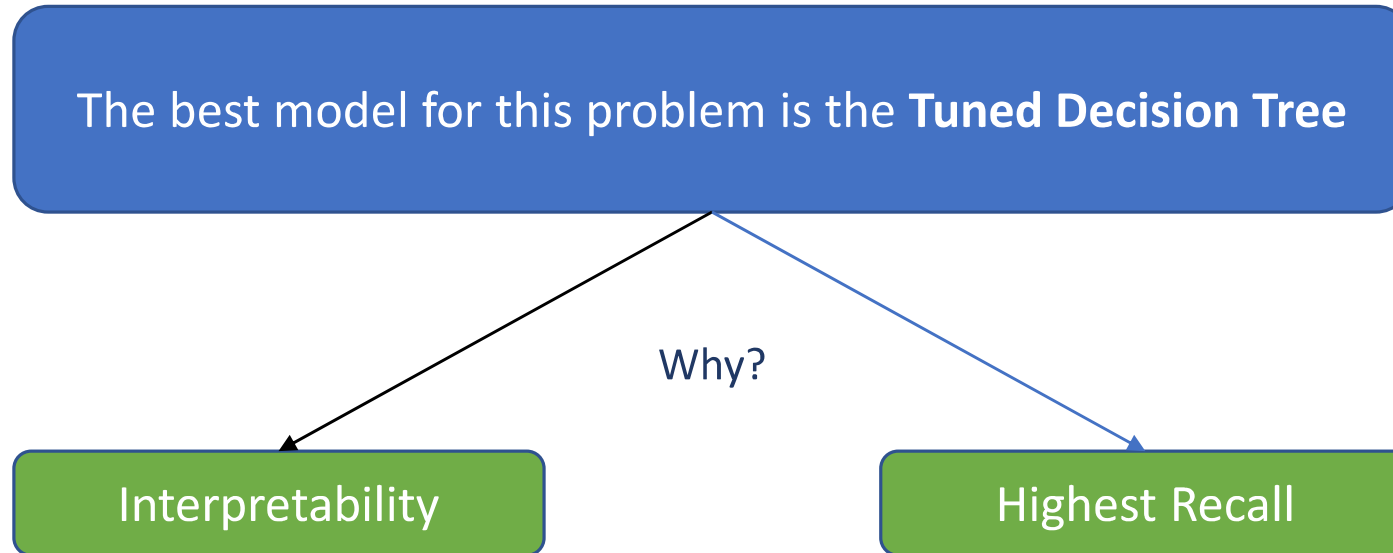 The best model for this problem is the Tuned Decision Tree
Why?
Interpretability
Highest Recall